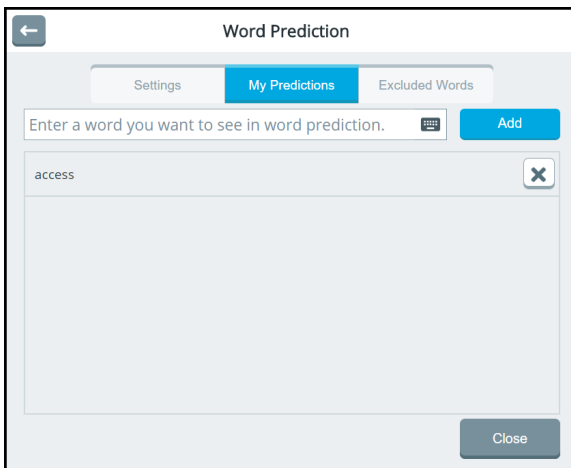 Word Prediction
Settings My Predictions Excluded Words
Enter a word you want to see in word prediction. Add
access
Close